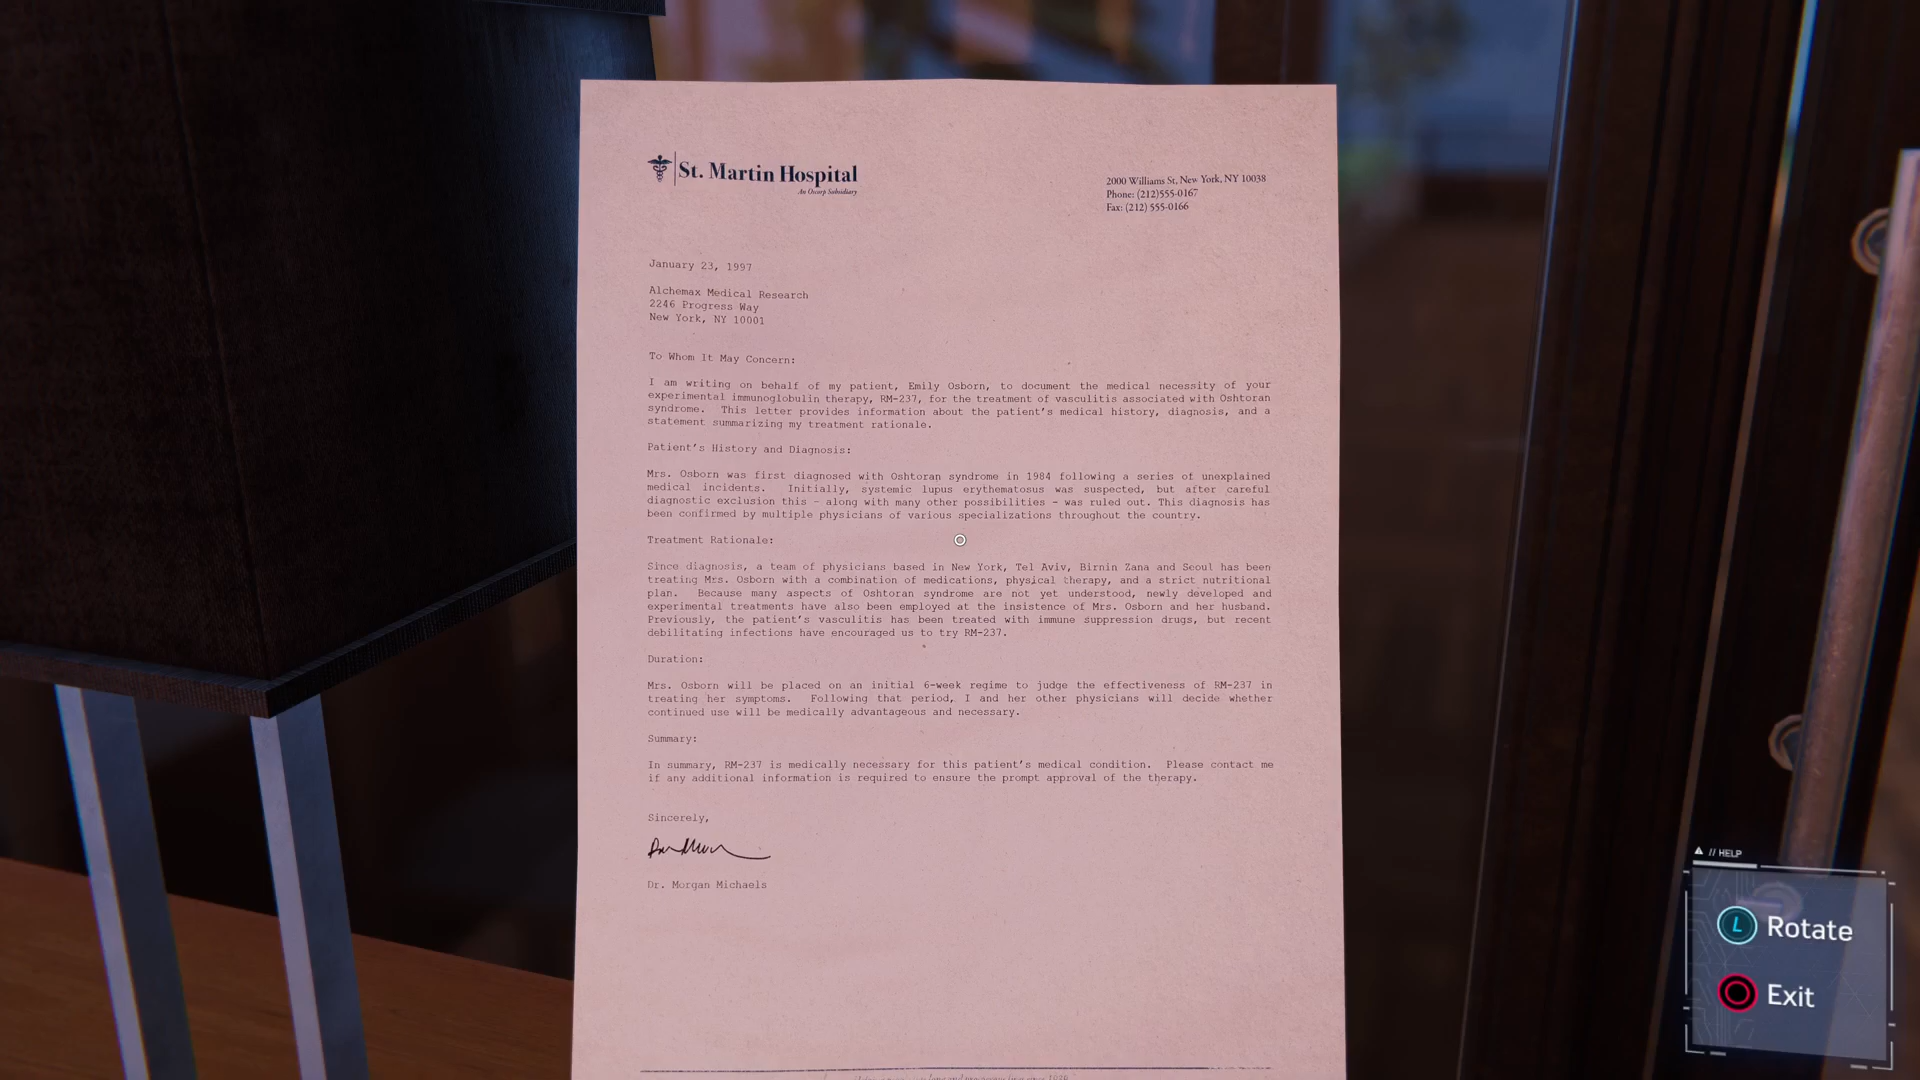 St. Martin Hospital
An Oscorp Subsidiary
2000 Williams St, New York, NY 10038
Phone: (212)555-0167
Fax: (212) 555-0166
January 23, 1997
Alchemax Medical Research
2246 Progress Way
New York, NY 10001
To Whom It May Concern:
I am writing on behalf of my patient, Emily Osborn, to document the medical necessity of your
experimental immunoglobulin therapy, RM-237, for the treatment of vasculitis associated with Oshtoran
syndrome. This letter provides information about the patient's medical history, diagnosis, and a
statement summarizing my treatment rationale.
Patient's History and Diagnosis:
Mrs. Osborn was first diagnosed with Oshtoran syndrome in 1984 following a series of unexplained
medical incidents. Initially, systemic lupus erythematosus was suspected, but after careful
diagnostic exclusion this - along with many other possibilities - was ruled out. This diagnosis has
been confirmed by multiple physicians of various specializations throughout the country.
Treatment Rationale:
Since diagnosis, a team of physicians based in New York, Tel Aviv, Birnin Zana and Seoul has been
treating Mrs. Osborn with a combination of medications, physical therapy, and a strict nutritional
plan. Because many aspects of Oshtoran syndrome are not yet understood, newly developed and
experimental treatments have also been employed at the insistence of Mrs. Osborn and her husband.
Previously, the patient's vasculitis has been treated with immune suppression drugs, but recent
debilitating infections have encouraged us to try RM-237.
Duration:
Mrs. Osborn will be placed on an initial 6-week regime to judge the effectiveness of RM-237 in
treating her symptoms. Following that period, I and her other physicians will decide whether
continued use will be medically advantageous and necessary.
Summary:
In summary, RM-237 is medically necessary for this patient's medical condition. Please contact me
if any additional information is required to ensure the prompt approval of the therapy.
Sincerely,
Dr. Morgan Michaels
// HELP
L Rotate
Exit